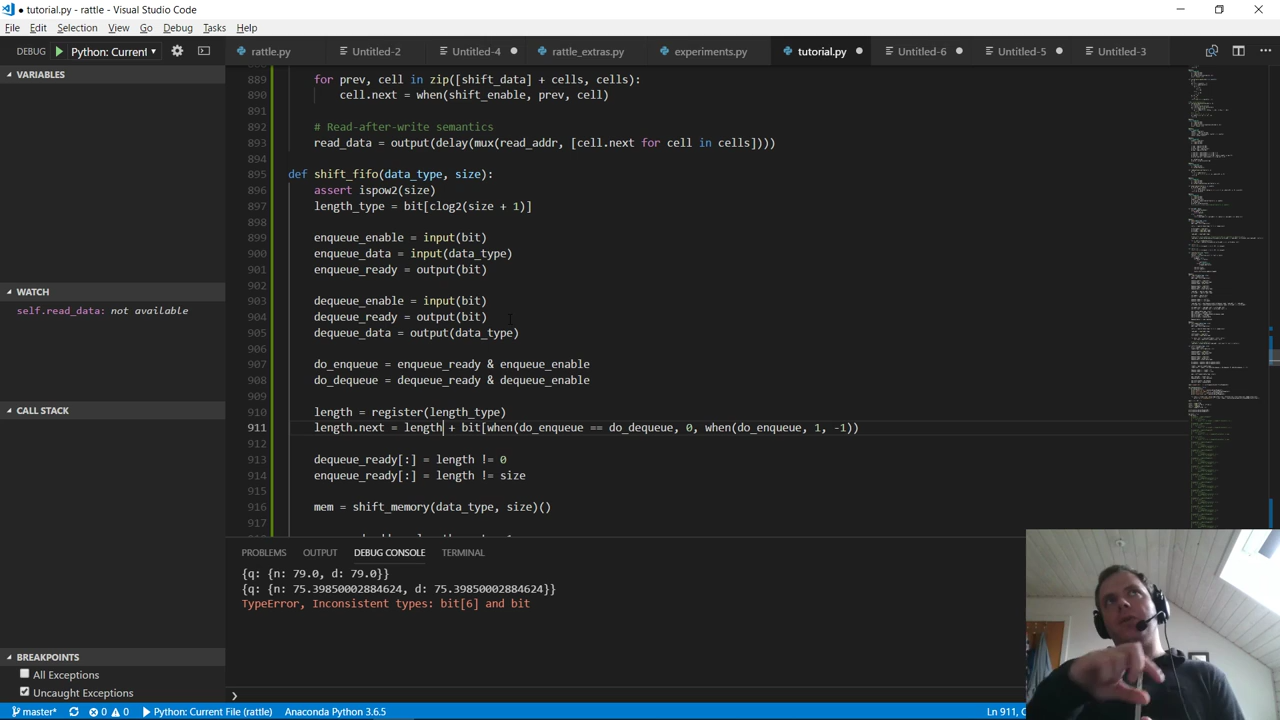 ● tutorial.py - rattle - Visual Studio Code
File Edit Selection View Go Debug Tasks Help
DEBUG Python: Current
rattle.py Untitled-2 Untitled-4 rattle_extras.py experiments.py tutorial.py Untitled-6 Untitled-5 Untitled-3
VARIABLES
WATCH
self.read_data: not available
CALL STACK
BREAKPOINTS
All Exceptions
Uncaught Exceptions
889 for prev, cell in zip([shift_data] + cells, cells):
890 cell.next = when(shift_enable, prev, cell)
891
892 # Read-after-write semantics
893 read_data = output(delay(mux(read_addr, [cell.next for cell in cells])))
894
895 def shift_fifo(data_type, size):
896 assert ispow2(size)
897 length_type = bit[clog2(size + 1)]
898
899 enqueue_enable = input(bit)
900 enqueue_data = input(data_type)
901 enqueue_ready = output(bit)
902
903 dequeue_enable = input(bit)
904 dequeue_ready = output(bit)
905 dequeue_data = output(data_type)
906
907 do_enqueue = enqueue_ready & enqueue_enable
908 do_dequeue = dequeue_ready & dequeue_enable
909
910 length = register(length_type)
911 length.next = length + bit[when(do_enqueue == do_dequeue, 0, when(do_enqueue, 1, -1))
912
913 dequeue_ready[:] = length != 0
914 enqueue_ready[:] = length != size
915
916 mem = shift_memory(data_type, size)()
917
PROBLEMS OUTPUT DEBUG CONSOLE TERMINAL
{q: {n: 79.0, d: 79.0}}
{q: {n: 75.39850002884624, d: 75.39850002884624}}
TypeError, Inconsistent types: bit[6] and bit
master* 0 0 Python: Current File (rattle) Anaconda Python 3.6.5 Ln 911,